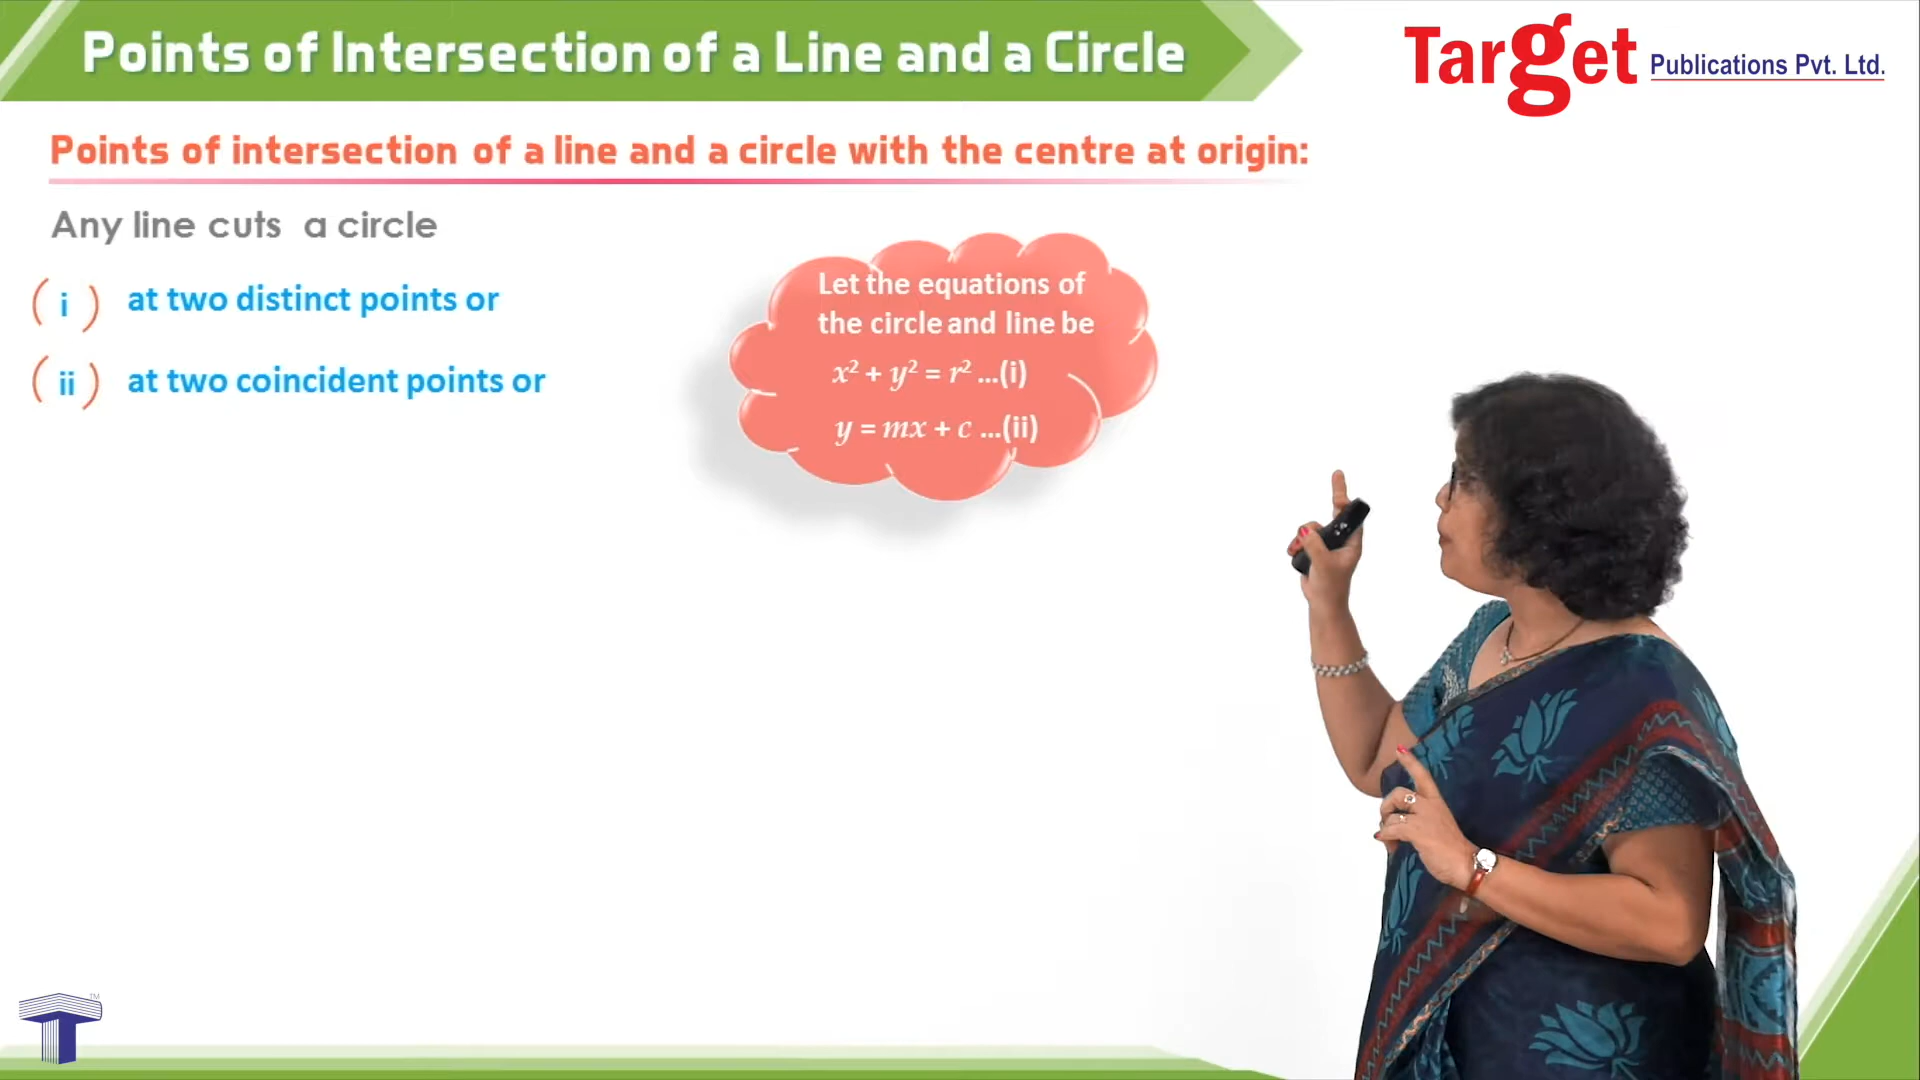 Points of Intersection of a Line and a Circle
Target Publications Pvt. Ltd.
Points of intersection of a line and a circle with the centre at origin:
Any line cuts a circle
(i) at two distinct points or
(ii) at two coincident points or
Let the equations of
the circle and line be
x² + y² = r² ...(i)
y = mx + c ...(ii)
T
TM